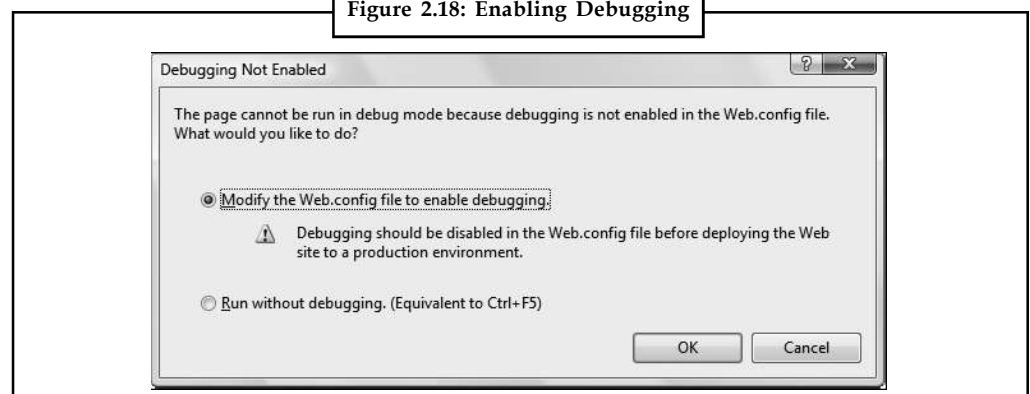 Figure 2.18: Enabling Debugging
Debugging Not Enabled
The page cannot be run in debug mode because debugging is not enabled in the Web.config file.
What would you like to do?
Modify the Web.config file to enable debugging.
Debugging should be disabled in the Web.config file before deploying the Web
site to a production environment.
Run without debugging. (Equivalent to Ctrl+F5)
OK Cancel